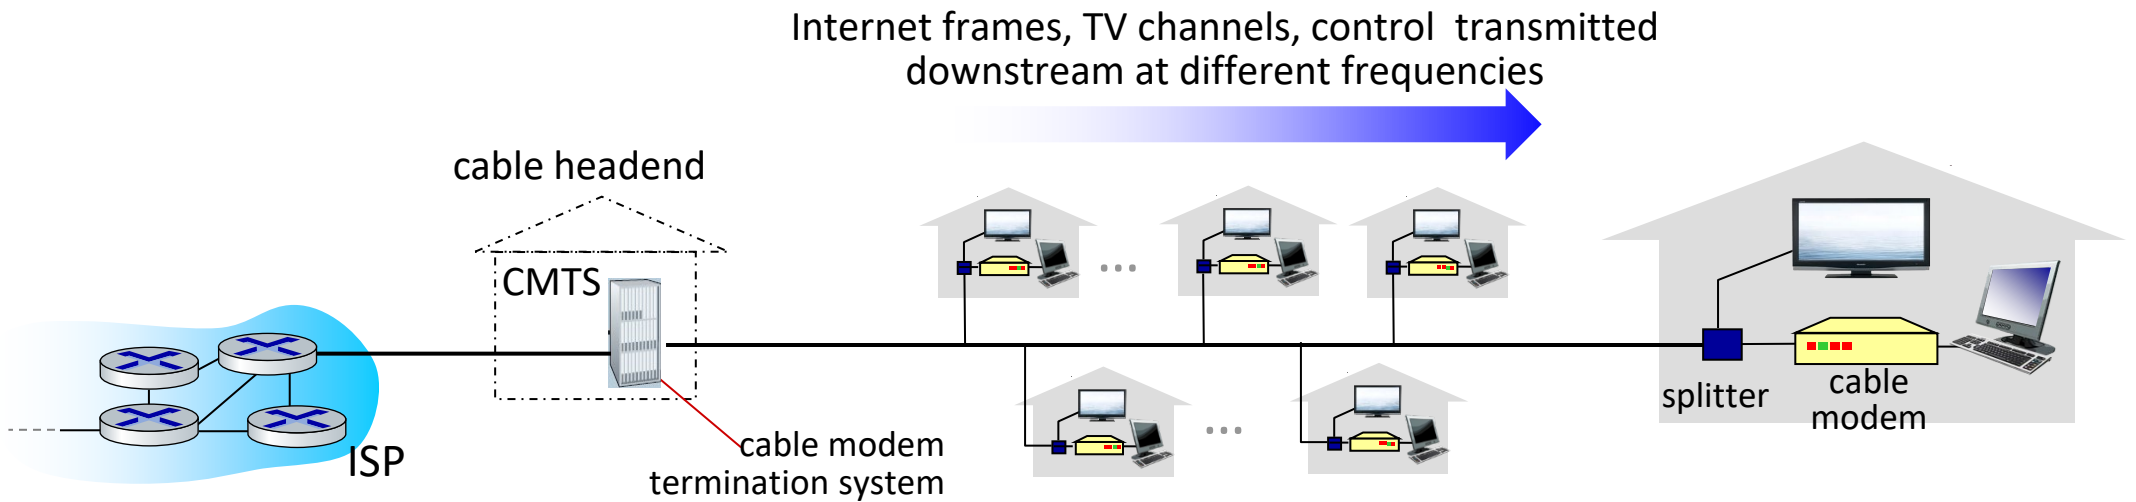 Internet frames, TV channels, control  transmitted
downstream at different frequencies
cable headend
CMTS
ISP
cable modem
termination system
splitter
cable
modem